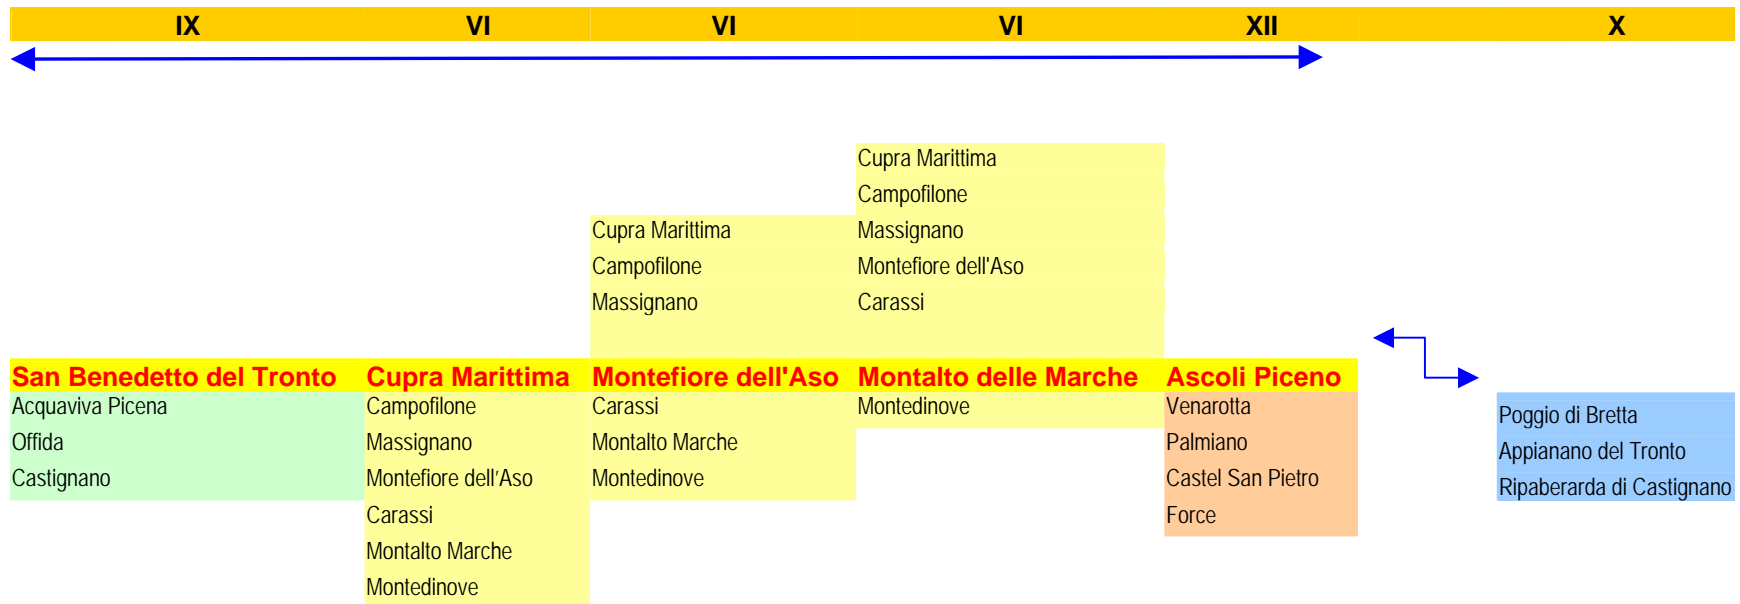 IX VI VI VI XII X
Cupra Marittima
Campofilone
Cupra Marittima Massignano
Campofilone Montefiore dell'Aso
Massignano Carassi
San Benedetto del Tronto Cupra Marittima Montefiore dell'Aso Montalto delle Marche Ascoli Piceno
Acquaviva Picena Campofilone Carassi Montedinove Venarotta Poggio di Bretta
Offida Massignano Montalto Marche Palmiano Appianano del Tronto
Castignano Montefiore dell'Aso Montedinove Castel San Pietro Ripaberarda di Castignano
Carassi Force
Montalto Marche
Montedinove